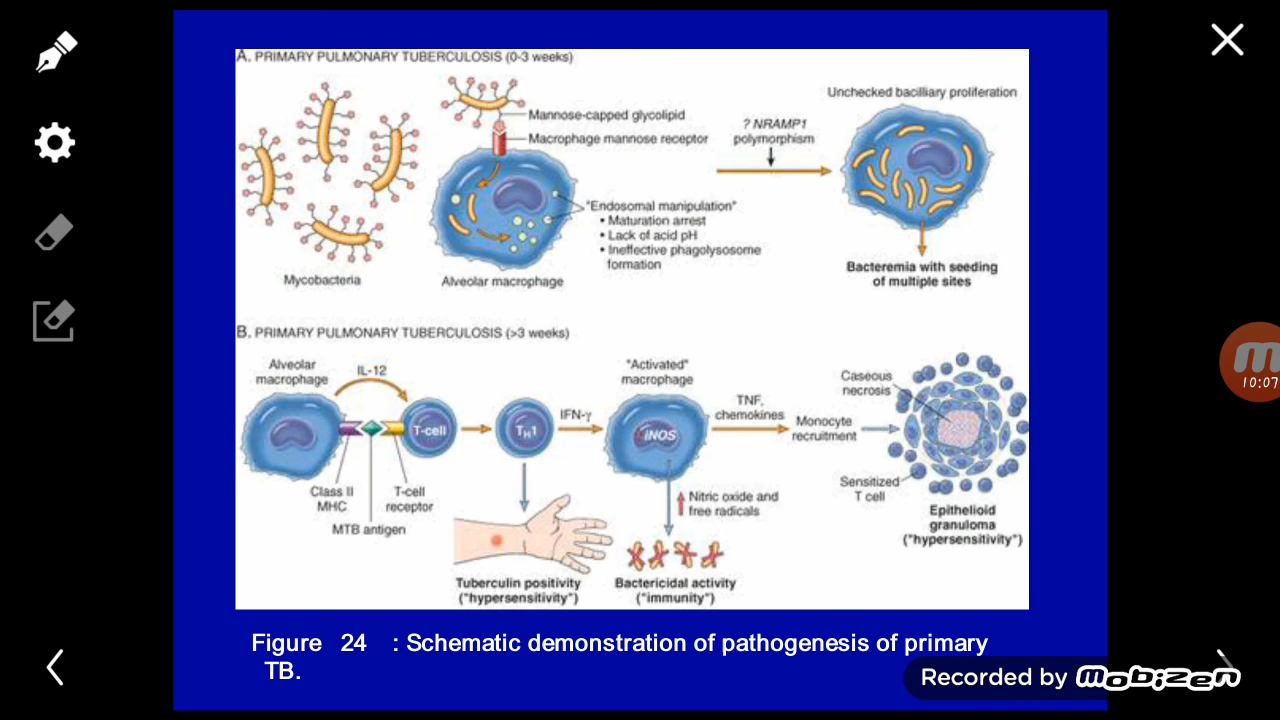 A. PRIMARY PULMONARY TUBERCULOSIS (0-3 weeks)
Mannose-capped glycolipid
Macrophage mannose receptor
"Endosomal manipulation"
• Maturation arrest
• Lack of acid pH
• Ineffective phagolysosome
formation
Mycobacteria
Alveolar macrophage
? NRAMP1
polymorphism
Unchecked bacilliary proliferation
Bacteremia with seeding
of multiple sites
B. PRIMARY PULMONARY TUBERCULOSIS (>3 weeks)
Alveolar
macrophage
IL-12
T-cell
Class II
MHC
T-cell
receptor
MTB antigen
TH1
IFN-γ
Tuberculin positivity
("hypersensitivity")
"Activated"
macrophage
iNOS
Nitric oxide and
free radicals
Bactericidal activity
("immunity")
TNF,
chemokines
Monocyte
recruitment
Caseous
necrosis
Sensitized
T cell
Epithelioid
granuloma
("hypersensitivity")
Figure 24 : Schematic demonstration of pathogenesis of primary
TB.
10:07
Recorded by mobizen